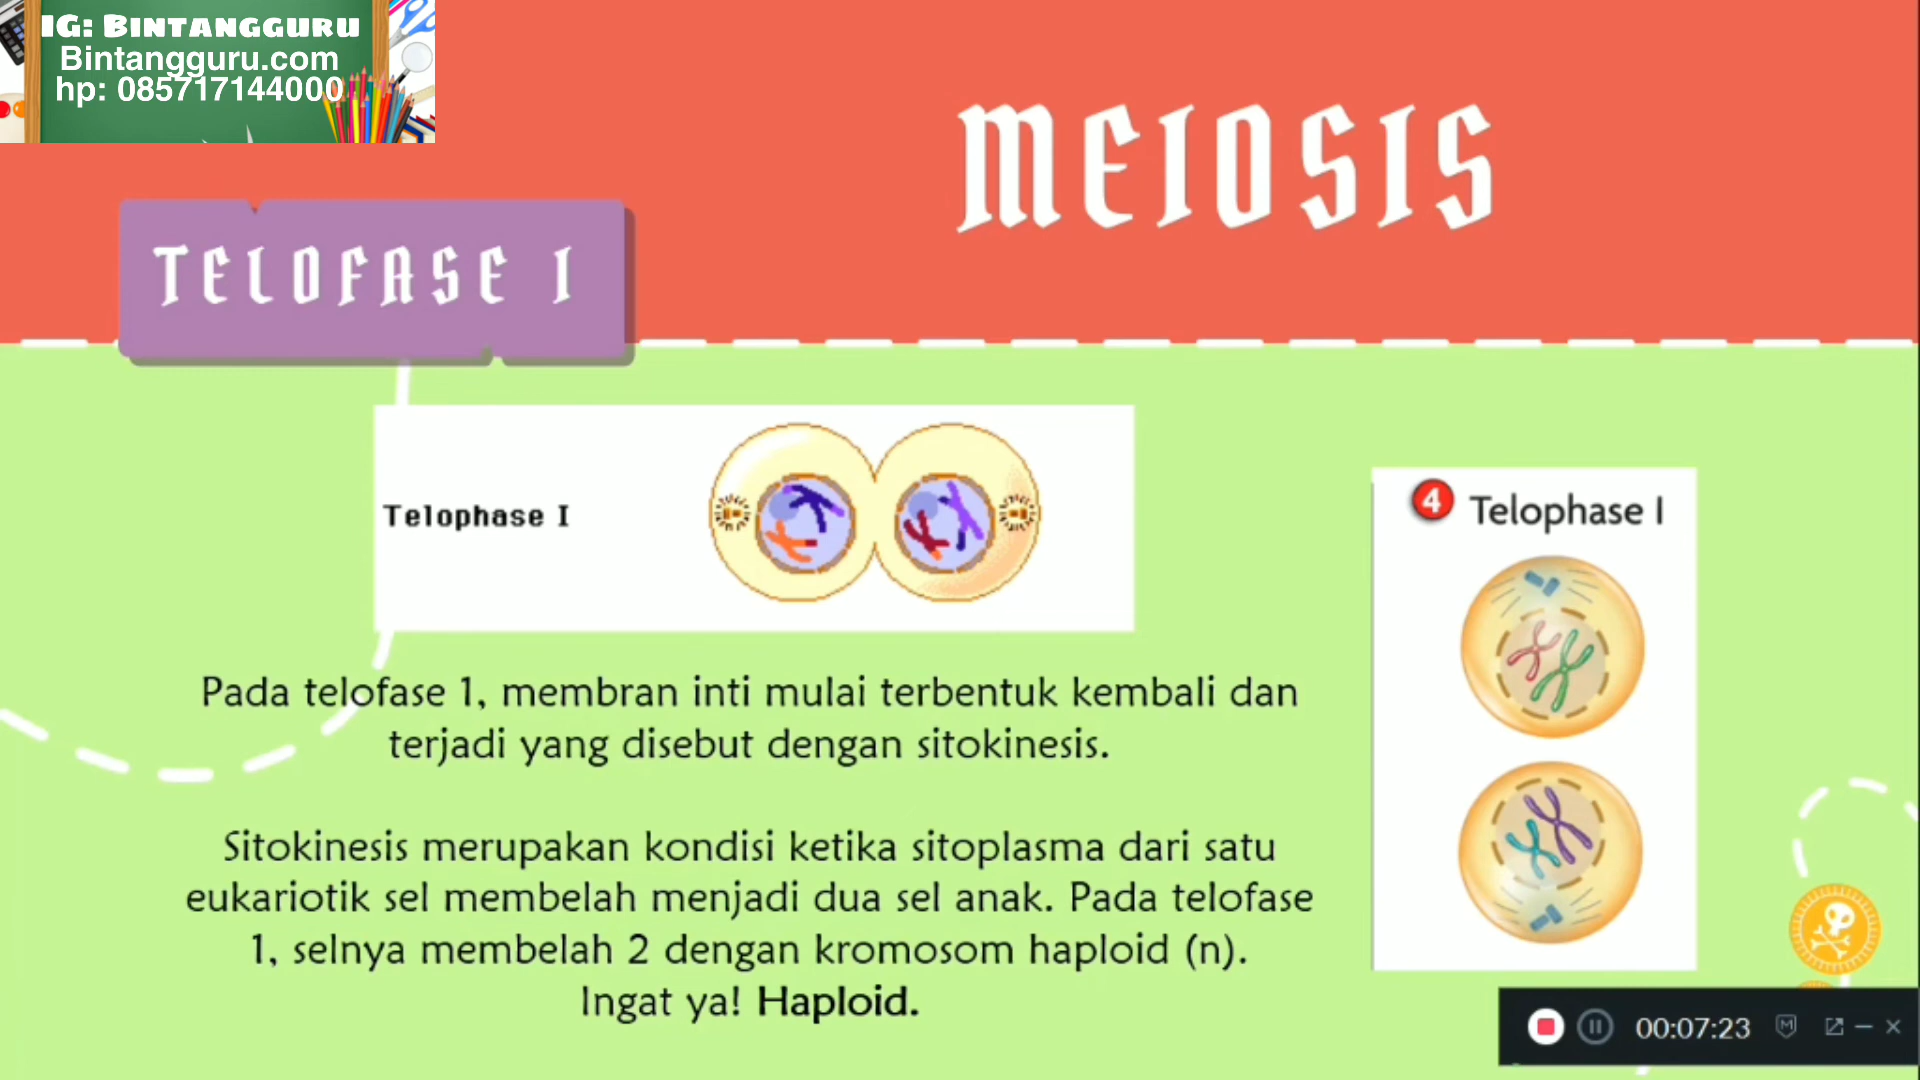 IG: BINTANGGURU
Bintangguru.com
hp: 085717144000
MEIOSIS
TELOFASE I
Telophase I
4 Telophase I
Pada telofase 1, membran inti mulai terbentuk kembali dan
terjadi yang disebut dengan sitokinesis.
Sitokinesis merupakan kondisi ketika sitoplasma dari satu
eukariotik sel membelah menjadi dua sel anak. Pada telofase
1, selnya membelah 2 dengan kromosom haploid (n).
Ingat ya! Haploid.
00:07:23